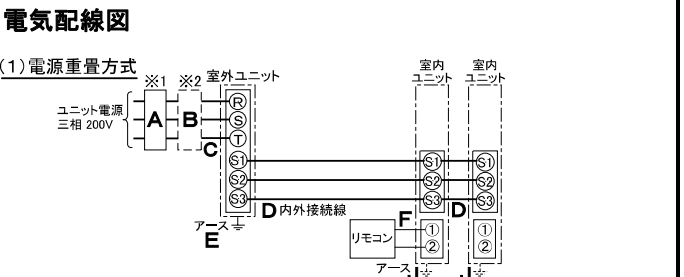 電気配線図
(1)電源重畳方式
※1 ※2 室外ユニット 室内 室内
ユニット ユニット
ユニット電源
三相 200V
A B
C
R
S
T
S1 S1 S1
S2 S2 S2
S3 S3 S3
D 内外接続線 F D
アース
E
リモコン
① ①
② ②
アース